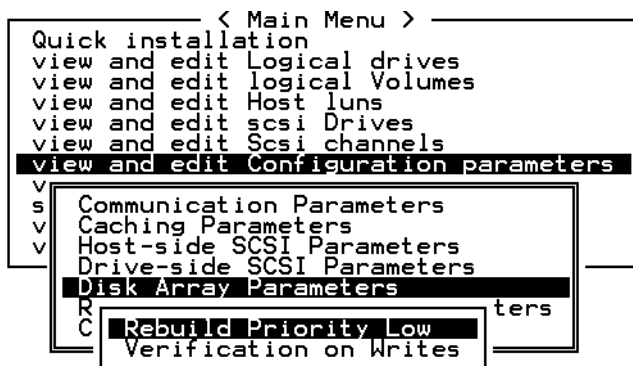 < Main Menu >
Quick installation
view and edit Logical drives
view and edit logical Volumes
view and edit Host luns
view and edit scsi Drives
view and edit Scsi channels
view and edit Configuration parameters
v
s
Communication Parameters
v
Caching Parameters
v
Host-side SCSI Parameters
Drive-side SCSI Parameters
Disk Array Parameters
R ters
C
Rebuild Priority Low
Verification on Writes